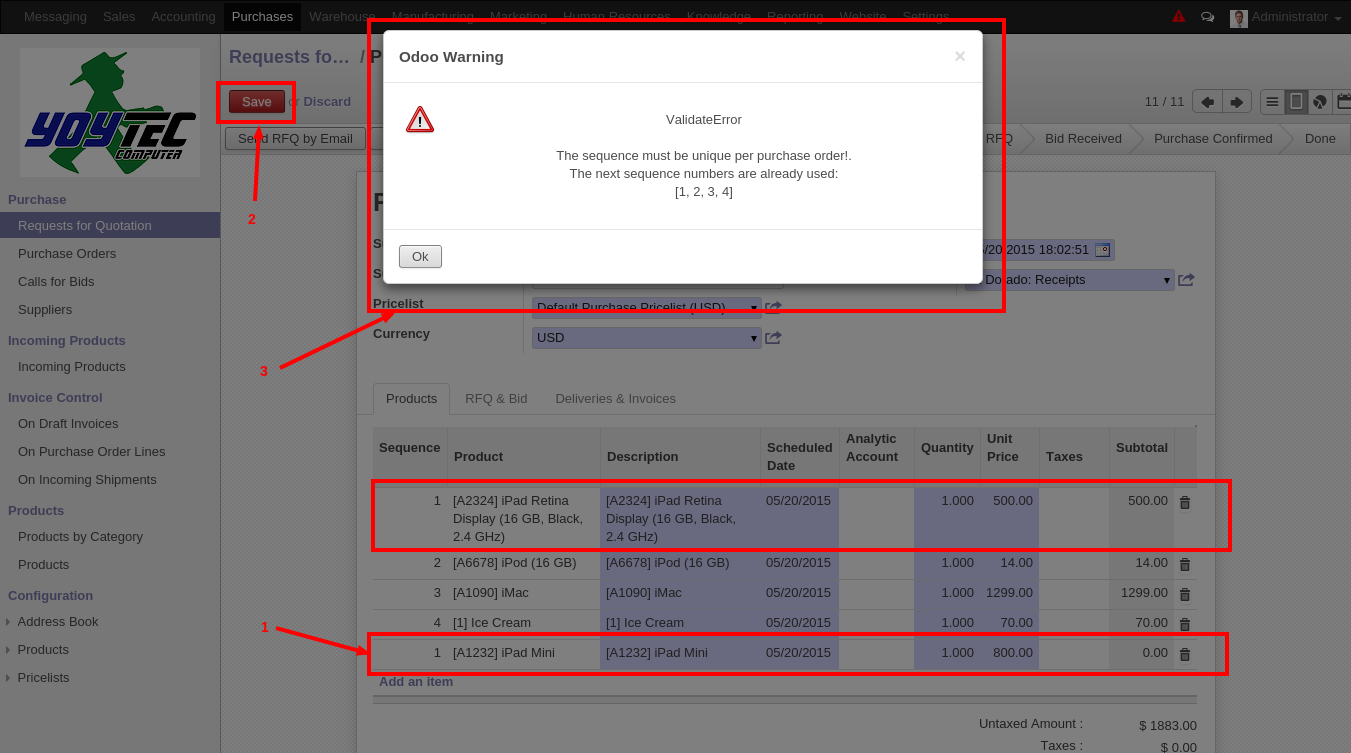 Messaging Sales Accounting Purchases Warehouse Manufacturing Marketing Human Resources Knowledge Reporting Website Settings Administrator
YOYTEC
COMPUTER
Requests fo... / P
Save or Discard
11 / 11
Send RFQ by Email
RFQ Bid Received Purchase Confirmed Done
Odoo Warning ×
ValidateError
The sequence must be unique per purchase order!.
The next sequence numbers are already used:
[1, 2, 3, 4]
Ok
Purchase
Requests for Quotation
Purchase Orders
Calls for Bids
Suppliers
Incoming Products
Incoming Products
Invoice Control
On Draft Invoices
On Purchase Order Lines
On Incoming Shipments
Products
Products by Category
Products
Configuration
Address Book
Products
Pricelists
2
3
1
/20/2015 18:02:51
Dorado: Receipts
Pricelist Default Purchase Pricelist (USD)
Currency USD
Products RFQ & Bid Deliveries & Invoices
Sequence Product Description Scheduled Date Analytic Account Quantity Unit Price Taxes Subtotal
1 [A2324] iPad Retina [A2324] iPad Retina 05/20/2015 1.000 500.00 500.00
Display (16 GB, Black, Display (16 GB, Black,
2.4 GHz) 2.4 GHz)
2 [A6678] iPod (16 GB) [A6678] iPod (16 GB) 05/20/2015 1.000 14.00 14.00
3 [A1090] iMac [A1090] iMac 05/20/2015 1.000 1299.00 1299.00
4 [1] Ice Cream [1] Ice Cream 05/20/2015 1.000 70.00 70.00
1 [A1232] iPad Mini [A1232] iPad Mini 05/20/2015 1.000 800.00 0.00
Add an item
Untaxed Amount : $ 1883.00
Taxes : $ 0.00